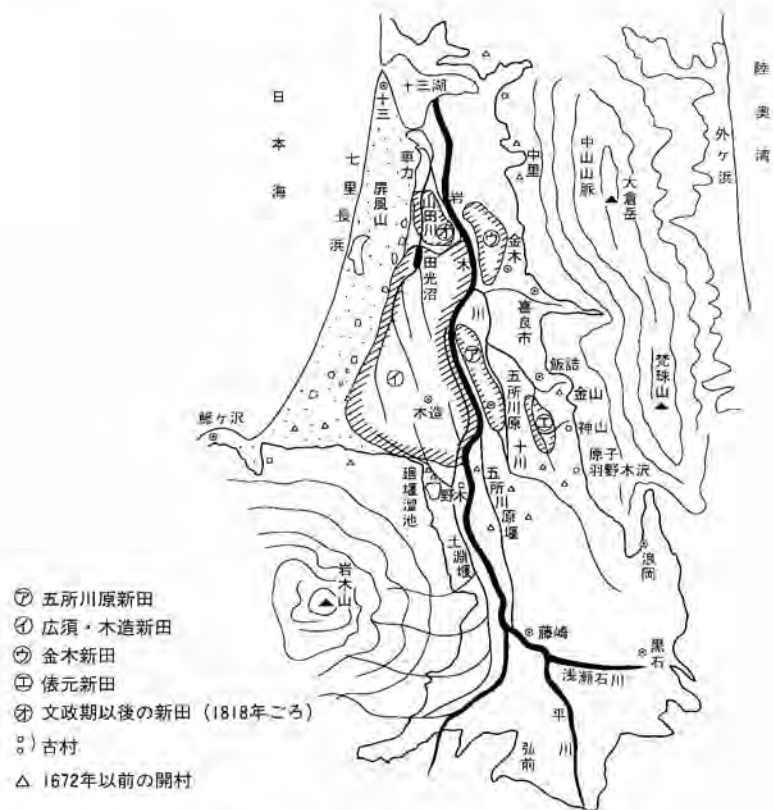 十三湖
十三
日本海
七里長浜
屏風山
車力
山田川
㋔
田光沼
岩木川
㋒
金木
中里
中山山脈
大倉岳
外ヶ浜
陸奥湾
喜良市
㋐
五所川原
飯詰
金山
㋓
神山
梵珠山
㋑
木造
鰺ヶ沢
十川
原子
羽野木沢
廻堰溜池
野木
五所川原堰
土淵堰
浪岡
岩木山
藤崎
黒石
浅瀬石川
平川
弘前
㋐ 五所川原新田
㋑ 広須・木造新田
㋒ 金木新田
㋓ 俵元新田
㋔ 文政期以後の新田（1818年ごろ）
古村
△ 1672年以前の開村